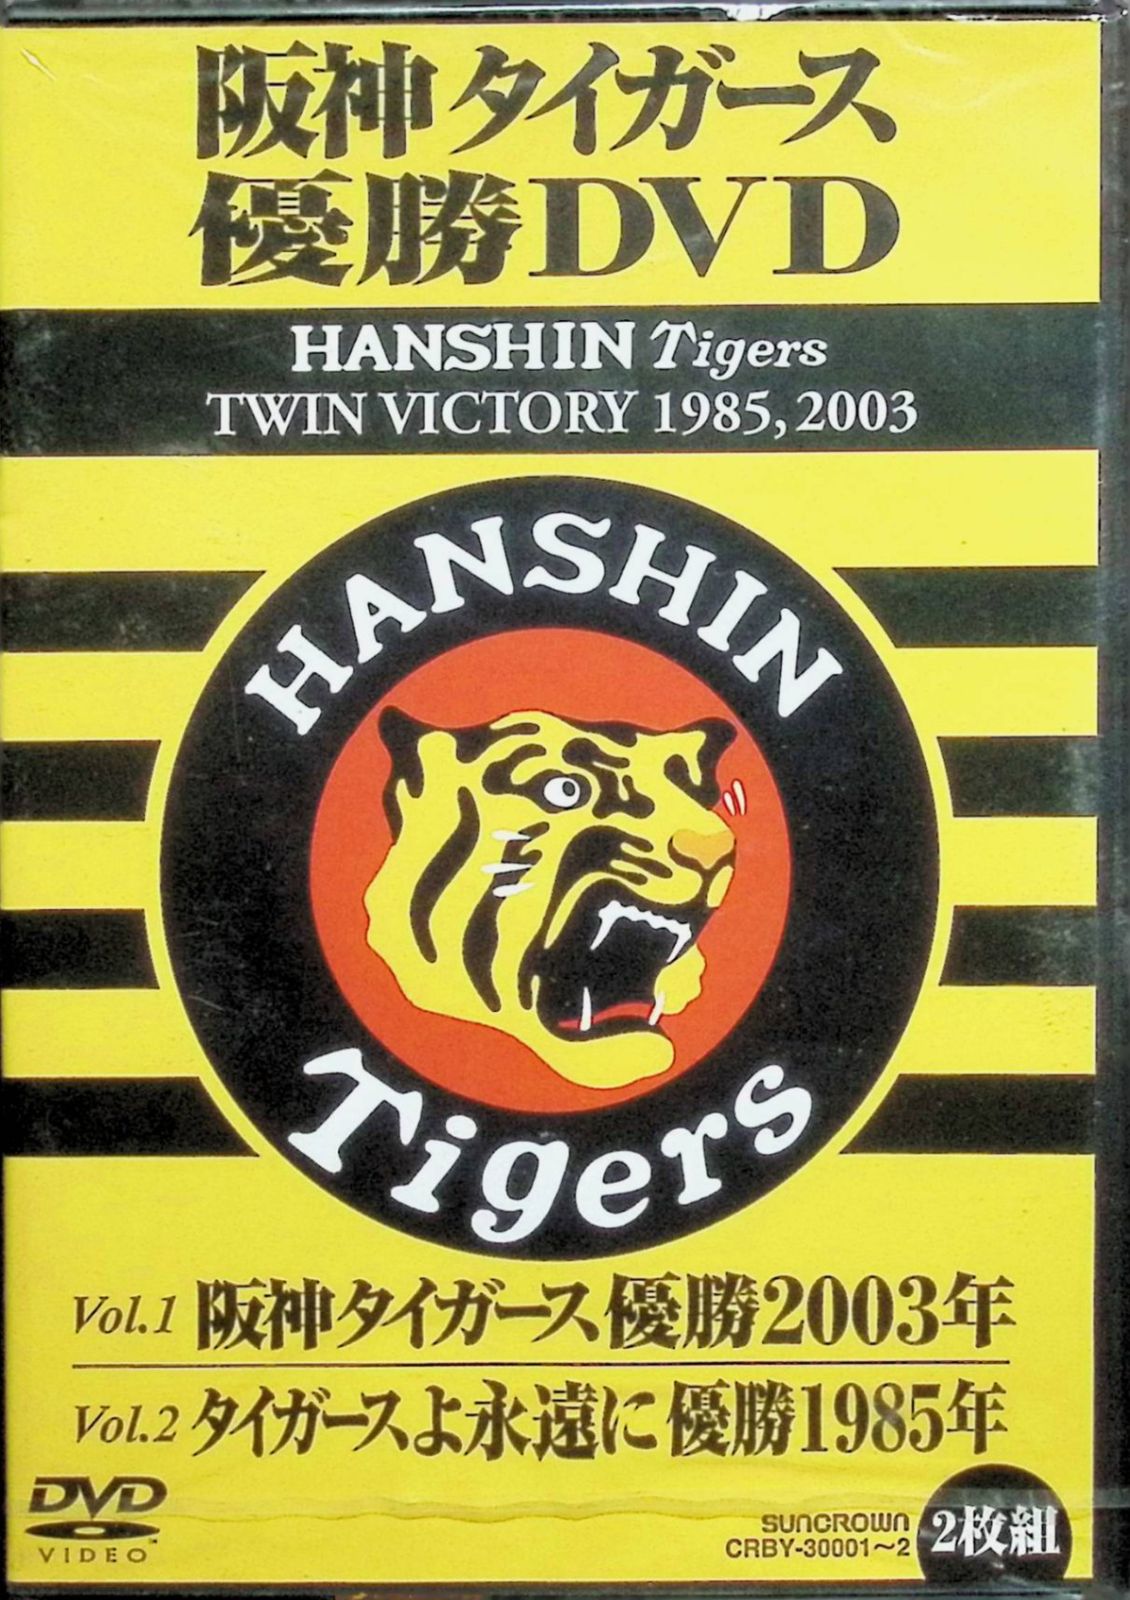 阪神タイガース
優勝DVD
HANSHIN Tigers
TWIN VICTORY 1985, 2003
HANSHIN
Tigers
Vol.1 阪神タイガース優勝2003年
Vol.2 タイガースよ永遠に 優勝1985年
DVD
VIDEO™
SUNCROWN
CRBY-30001～2
2枚組